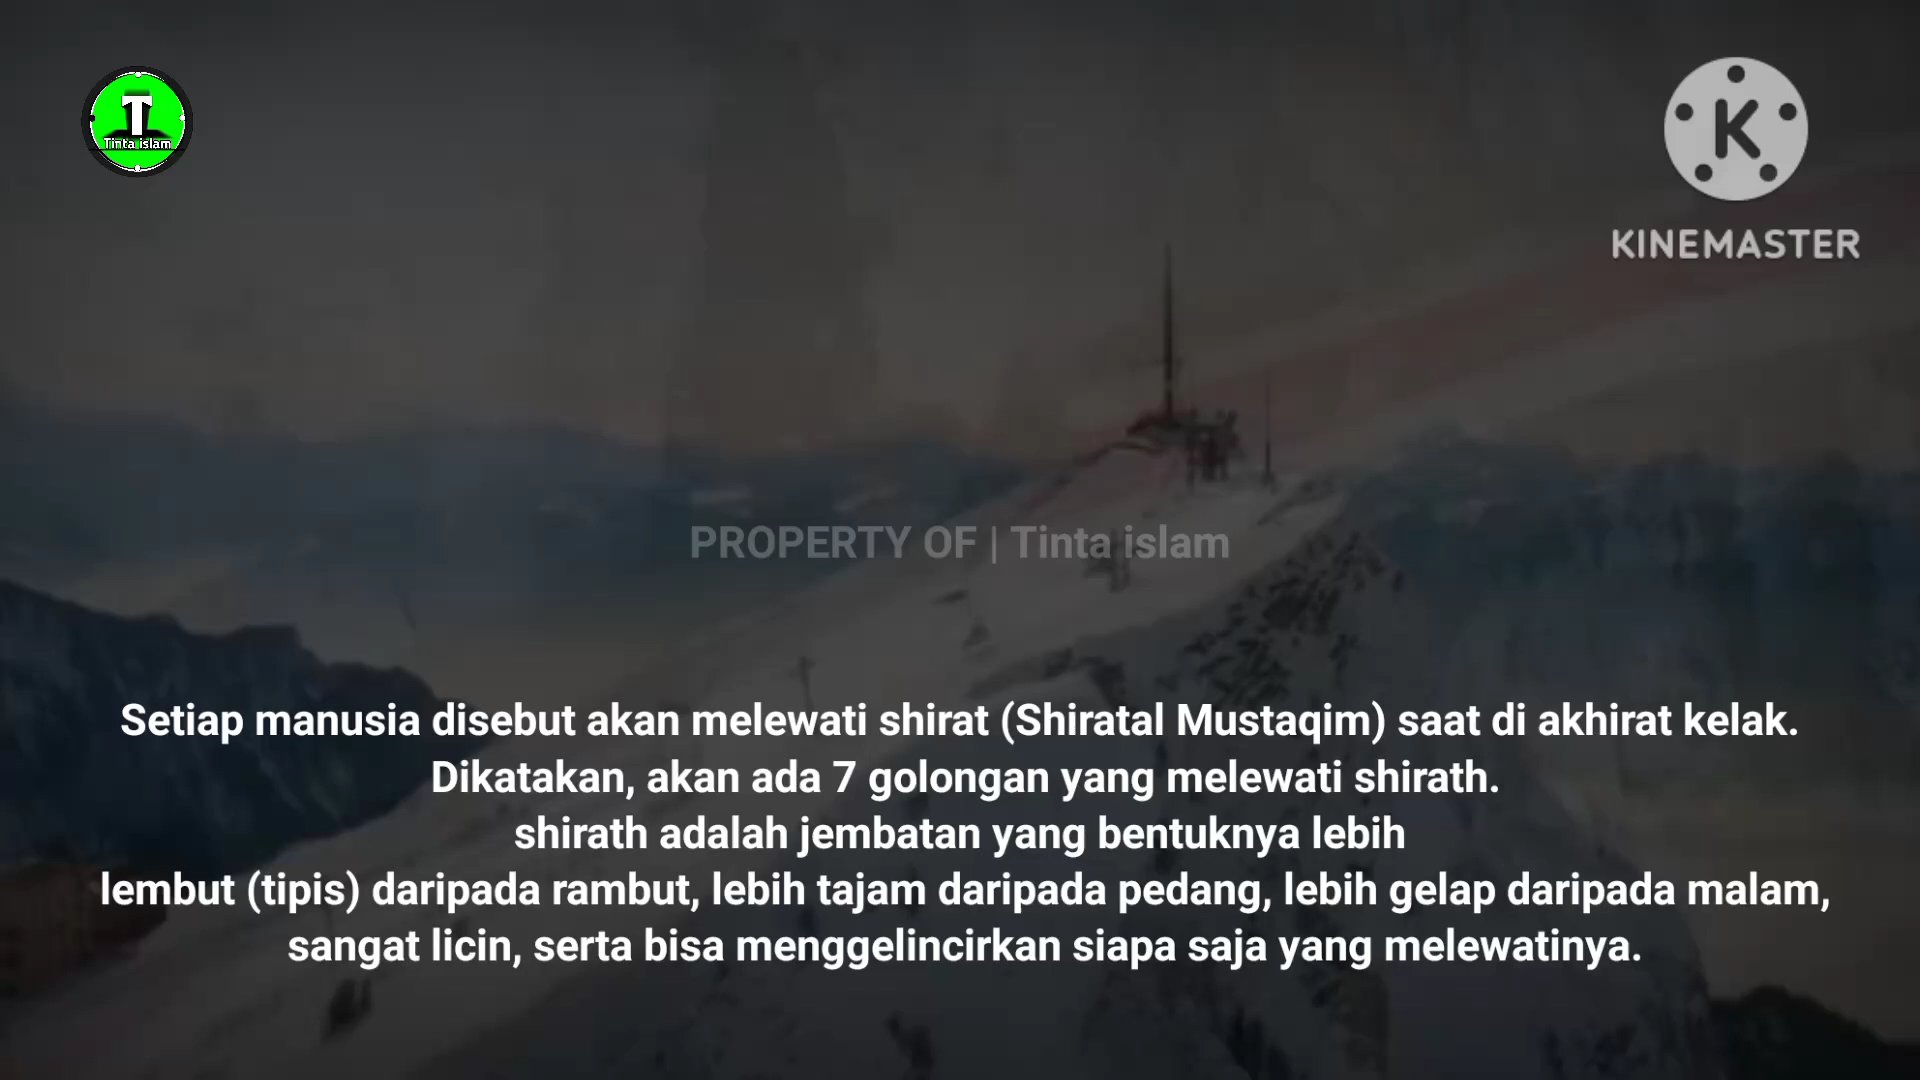 T
Tinta islam
K
KINEMASTER
PROPERTY OF | Tinta islam
Setiap manusia disebut akan melewati shirat (Shiratal Mustaqim) saat di akhirat kelak.
Dikatakan, akan ada 7 golongan yang melewati shirath.
shirath adalah jembatan yang bentuknya lebih
lembut (tipis) daripada rambut, lebih tajam daripada pedang, lebih gelap daripada malam,
sangat licin, serta bisa menggelincirkan siapa saja yang melewatinya.